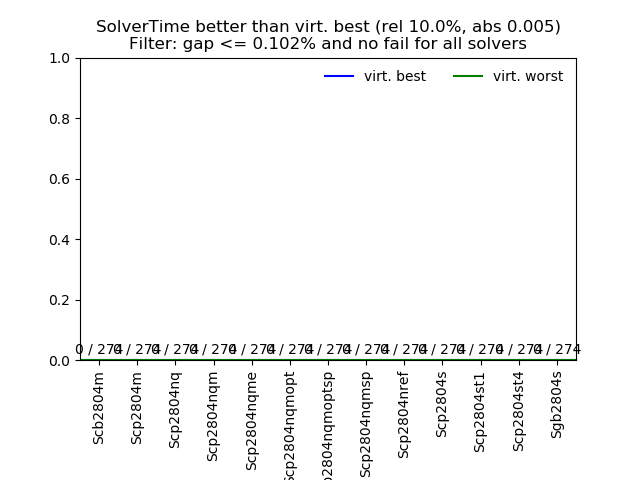 SolverTime better than virt. best (rel 10.0%, abs 0.005)
Filter: gap <= 0.102% and no fail for all solvers
virt. best
virt. worst
1.0
0.8
0.6
0.4
0.2
0.0
0 / 274
0 / 274
0 / 274
0 / 274
0 / 274
0 / 274
0 / 274
0 / 274
0 / 274
0 / 274
0 / 274
0 / 274
0 / 274
Scb2804m
Scp2804m
Scp2804nq
Scp2804nqm
Scp2804nqme
Scp2804nqmopt
p2804nqmoptsp
Scp2804nqmsp
Scp2804nref
Scp2804s
Scp2804st1
Scp2804st4
Sgb2804s